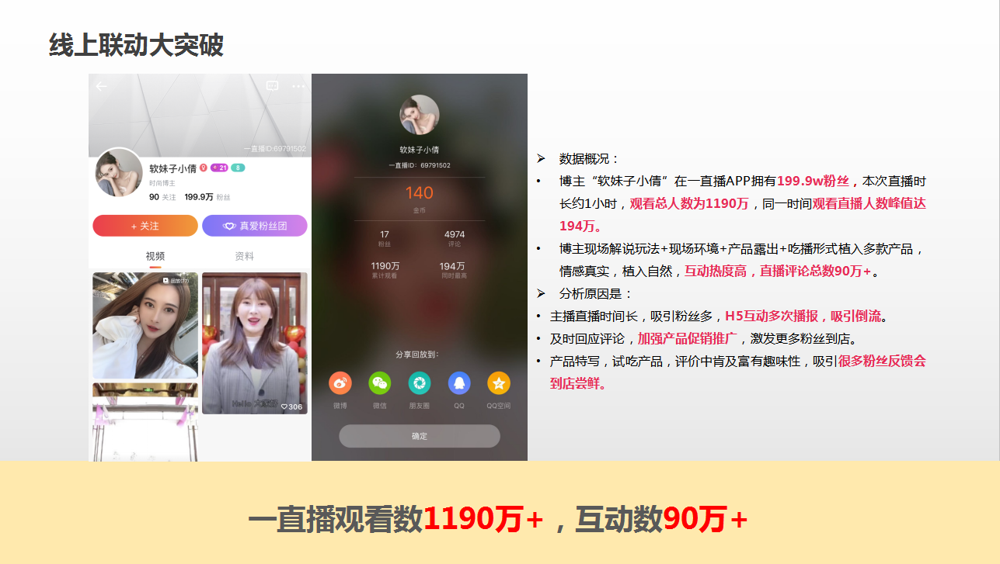 线上联动大突破
一直播ID:69791502
软妹子小倩 21 8
时尚博主
90 关注 199.9万 粉丝
+ 关注
真爱粉丝团
视频 资料
回放(77)
Hello 大家好
306
软妹子小倩
一直播ID：69791502
140
金币
17 4974
粉丝 评论
1190万 194万
累计观看 同时最高
分享回放到：
微博 微信 朋友圈 QQ QQ空间
确定
➢ 数据概况：
• 博主“软妹子小倩”在一直播APP拥有199.9w粉丝，本次直播时
长约1小时，观看总人数为1190万，同一时间观看直播人数峰值达
194万。
• 博主现场解说玩法+现场环境+产品露出+吃播形式植入多款产品，
情感真实，植入自然，互动热度高，直播评论总数90万+。
➢ 分析原因是：
• 主播直播时间长，吸引粉丝多，H5互动多次播报，吸引倒流。
• 及时回应评论，加强产品促销推广，激发更多粉丝到店。
• 产品特写，试吃产品，评价中肯及富有趣味性，吸引很多粉丝反馈会
到店尝鲜。
一直播观看数1190万+，互动数90万+